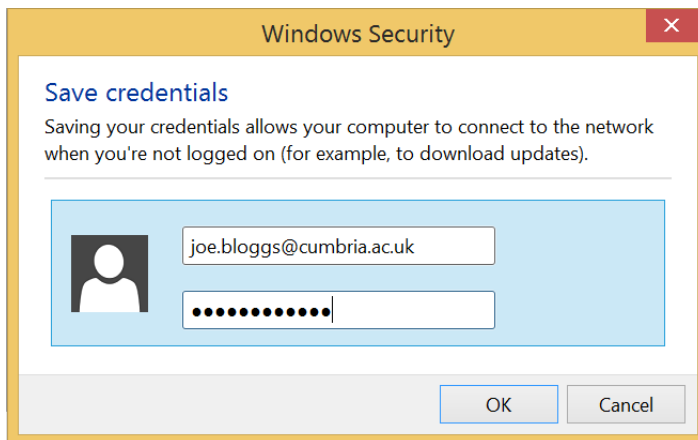 Windows Security
Save credentials
Saving your credentials allows your computer to connect to the network
when you're not logged on (for example, to download updates).
joe.bloggs@cumbria.ac.uk
●●●●●●●●●●●●
OK
Cancel